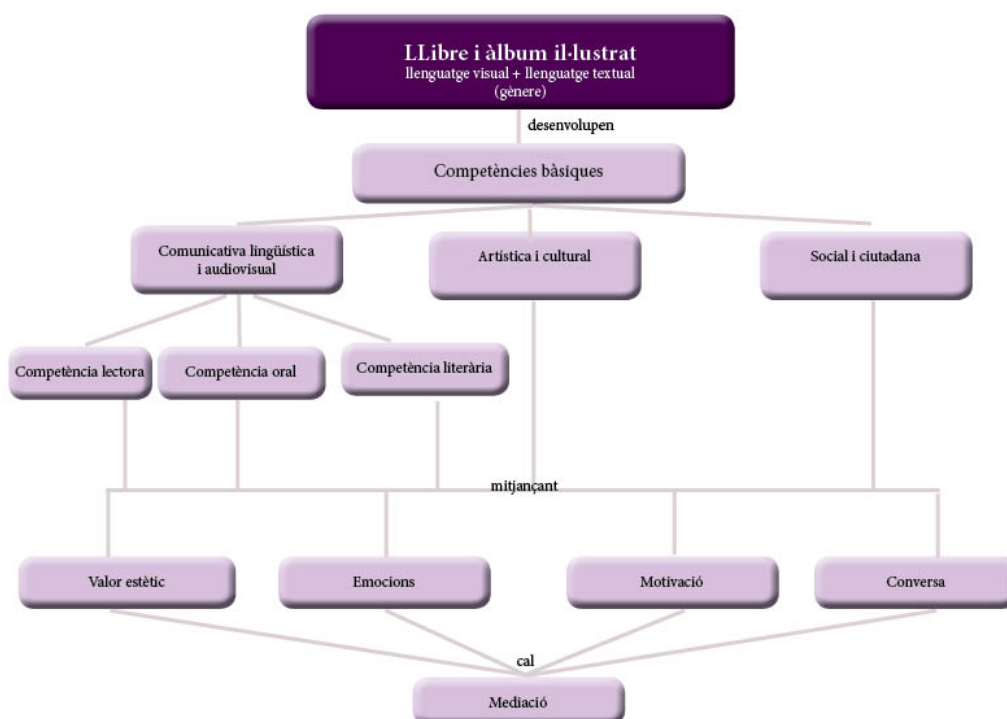 LLibre i àlbum il·lustrat
llenguatge visual + llenguatge textual
(gènere)
desenvolupen
Competències bàsiques
Comunicativa lingüística
i audiovisual
Artística i cultural
Social i ciutadana
Competència lectora
Competència oral
Competència literària
mitjançant
Valor estètic
Emocions
Motivació
Conversa
cal
Mediació